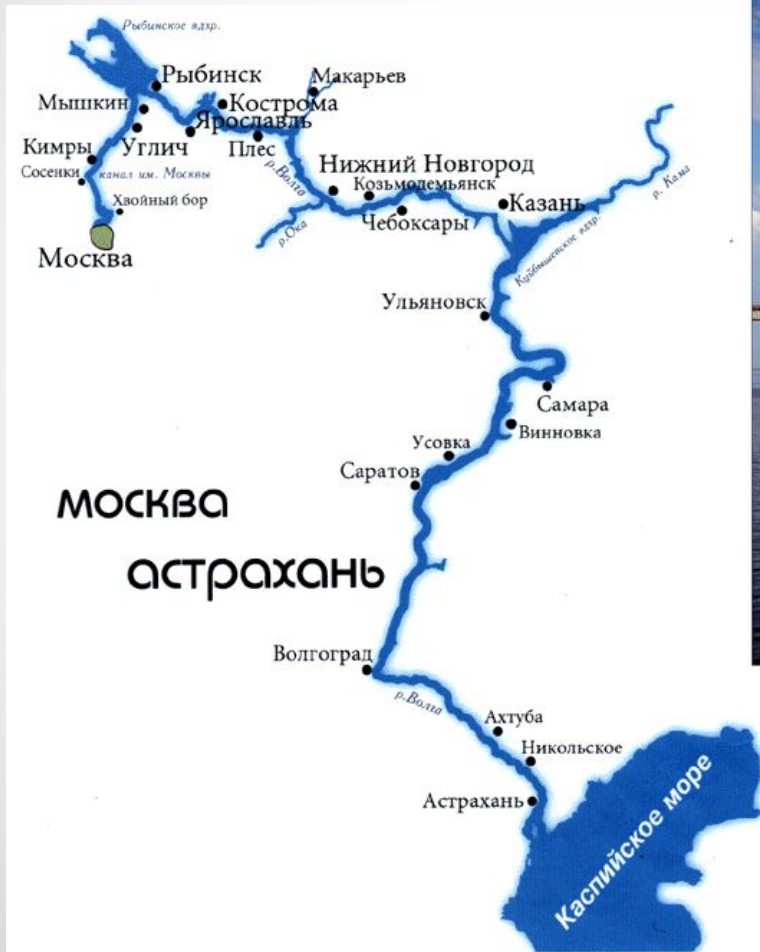 Рыбинское вдхр.
Рыбинск
Макарьев
Мышкин
Кострома
Ярославль
Кимры
Углич
Плес
Сосенки
канал им. Москвы
р.Волга
Нижний Новгород
Козьмодемьянск
р. Кама
Хвойный бор
Казань
Чебоксары
р.Ока
Москва
Куйбышевское вдхр.
Ульяновск
Самара
Винновка
Усовка
Саратов
москва
астрахань
Волгоград
р.Волга
Ахтуба
Никольское
Астрахань
Каспийское море